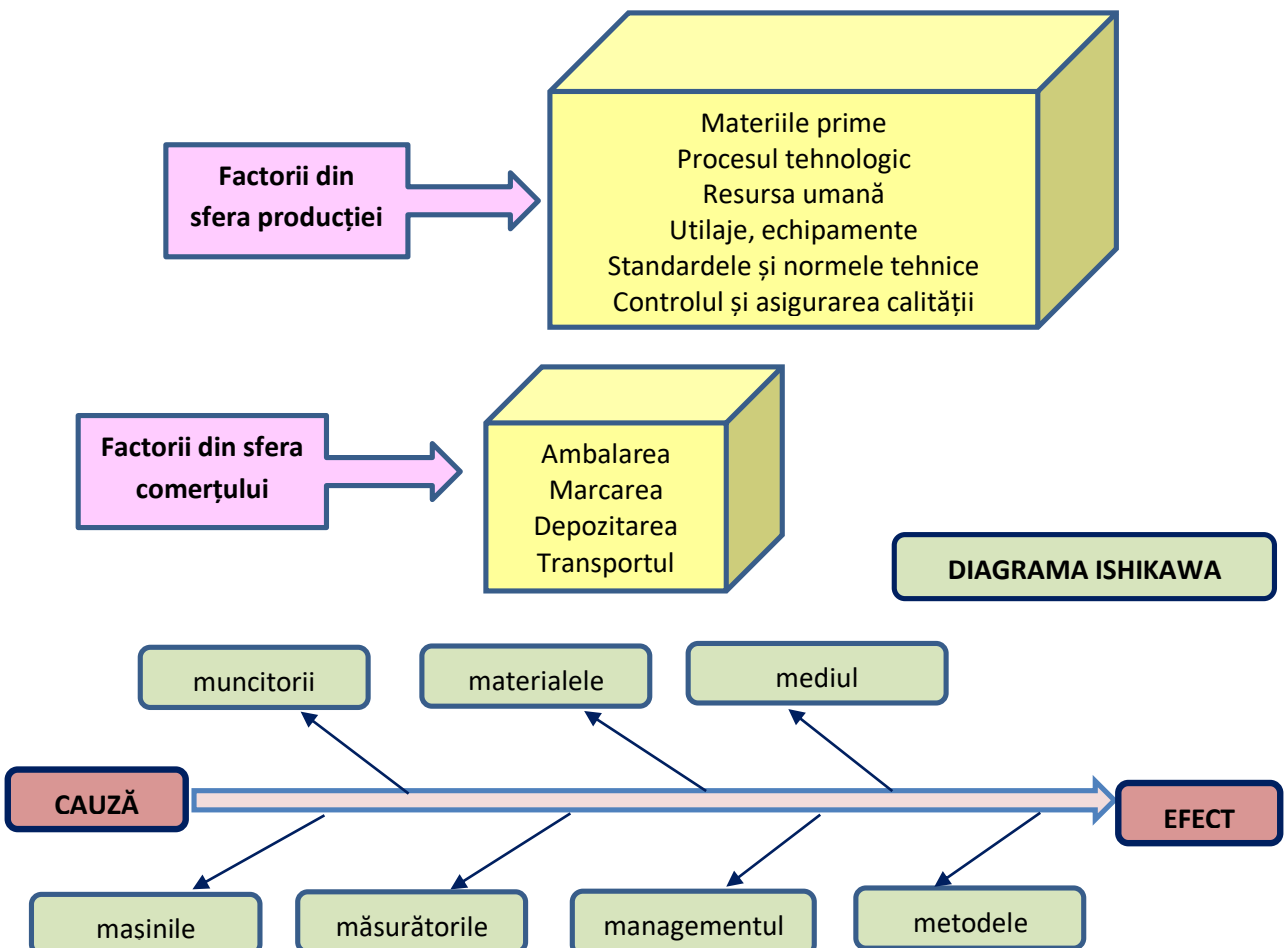 Materiile prime
Procesul tehnologic
Resursa umană
Utilaje, echipamente
Standardele și normele tehnice
Controlul și asigurarea calității
Factorii din
sfera producției
Factorii din sfera
comerțului
Ambalarea
Marcarea
Depozitarea
Transportul
DIAGRAMA ISHIKAWA
muncitorii
materialele
mediul
CAUZĂ
EFECT
mașinile
măsurătorile
managementul
metodele